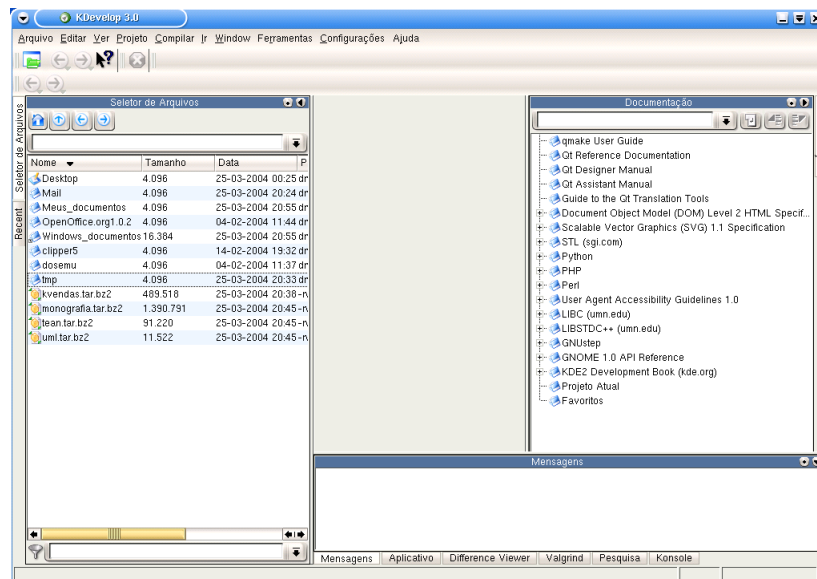 KDevelop 3.0
Arquivo Editar Ver Projeto Compilar Ir Window Ferramentas Configurações Ajuda
Seletor de Arquivos
Recent
Seletor de Arquivos
Nome Tamanho Data P
Desktop 4.096 25-03-2004 00:25 dr
Mail 4.096 25-03-2004 20:24 dr
Meus_documentos 4.096 25-03-2004 20:55 dr
OpenOffice.org1.0.2 4.096 04-02-2004 11:44 dr
Windows_documentos 16.384 25-03-2004 20:55 dr
clipper5 4.096 14-02-2004 19:32 dr
dosemu 4.096 04-02-2004 11:37 dr
tmp 4.096 25-03-2004 20:33 dr
kvendas.tar.bz2 489.518 25-03-2004 20:38 -r
monografia.tar.bz2 1.390.791 25-03-2004 20:45 -r
tean.tar.bz2 91.220 25-03-2004 20:45 -r
uml.tar.bz2 11.522 25-03-2004 20:45 -r
Documentação
qmake User Guide
Qt Reference Documentation
Qt Designer Manual
Qt Assistant Manual
Guide to the Qt Translation Tools
Document Object Model (DOM) Level 2 HTML Specif...
Scalable Vector Graphics (SVG) 1.1 Specification
STL (sgi.com)
Python
PHP
Perl
User Agent Accessibility Guidelines 1.0
LIBC (umn.edu)
LIBSTDC++ (umn.edu)
GNUstep
GNOME 1.0 API Reference
KDE2 Development Book (kde.org)
Projeto Atual
Favoritos
Mensagens
Mensagens Aplicativo Difference Viewer Valgrind Pesquisa Konsole